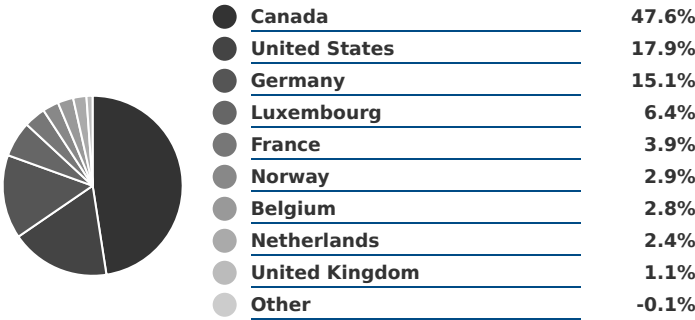 Canada 47.6%
United States 17.9%
Germany 15.1%
Luxembourg 6.4%
France 3.9%
Norway 2.9%
Belgium 2.8%
Netherlands 2.4%
United Kingdom 1.1%
Other -0.1%